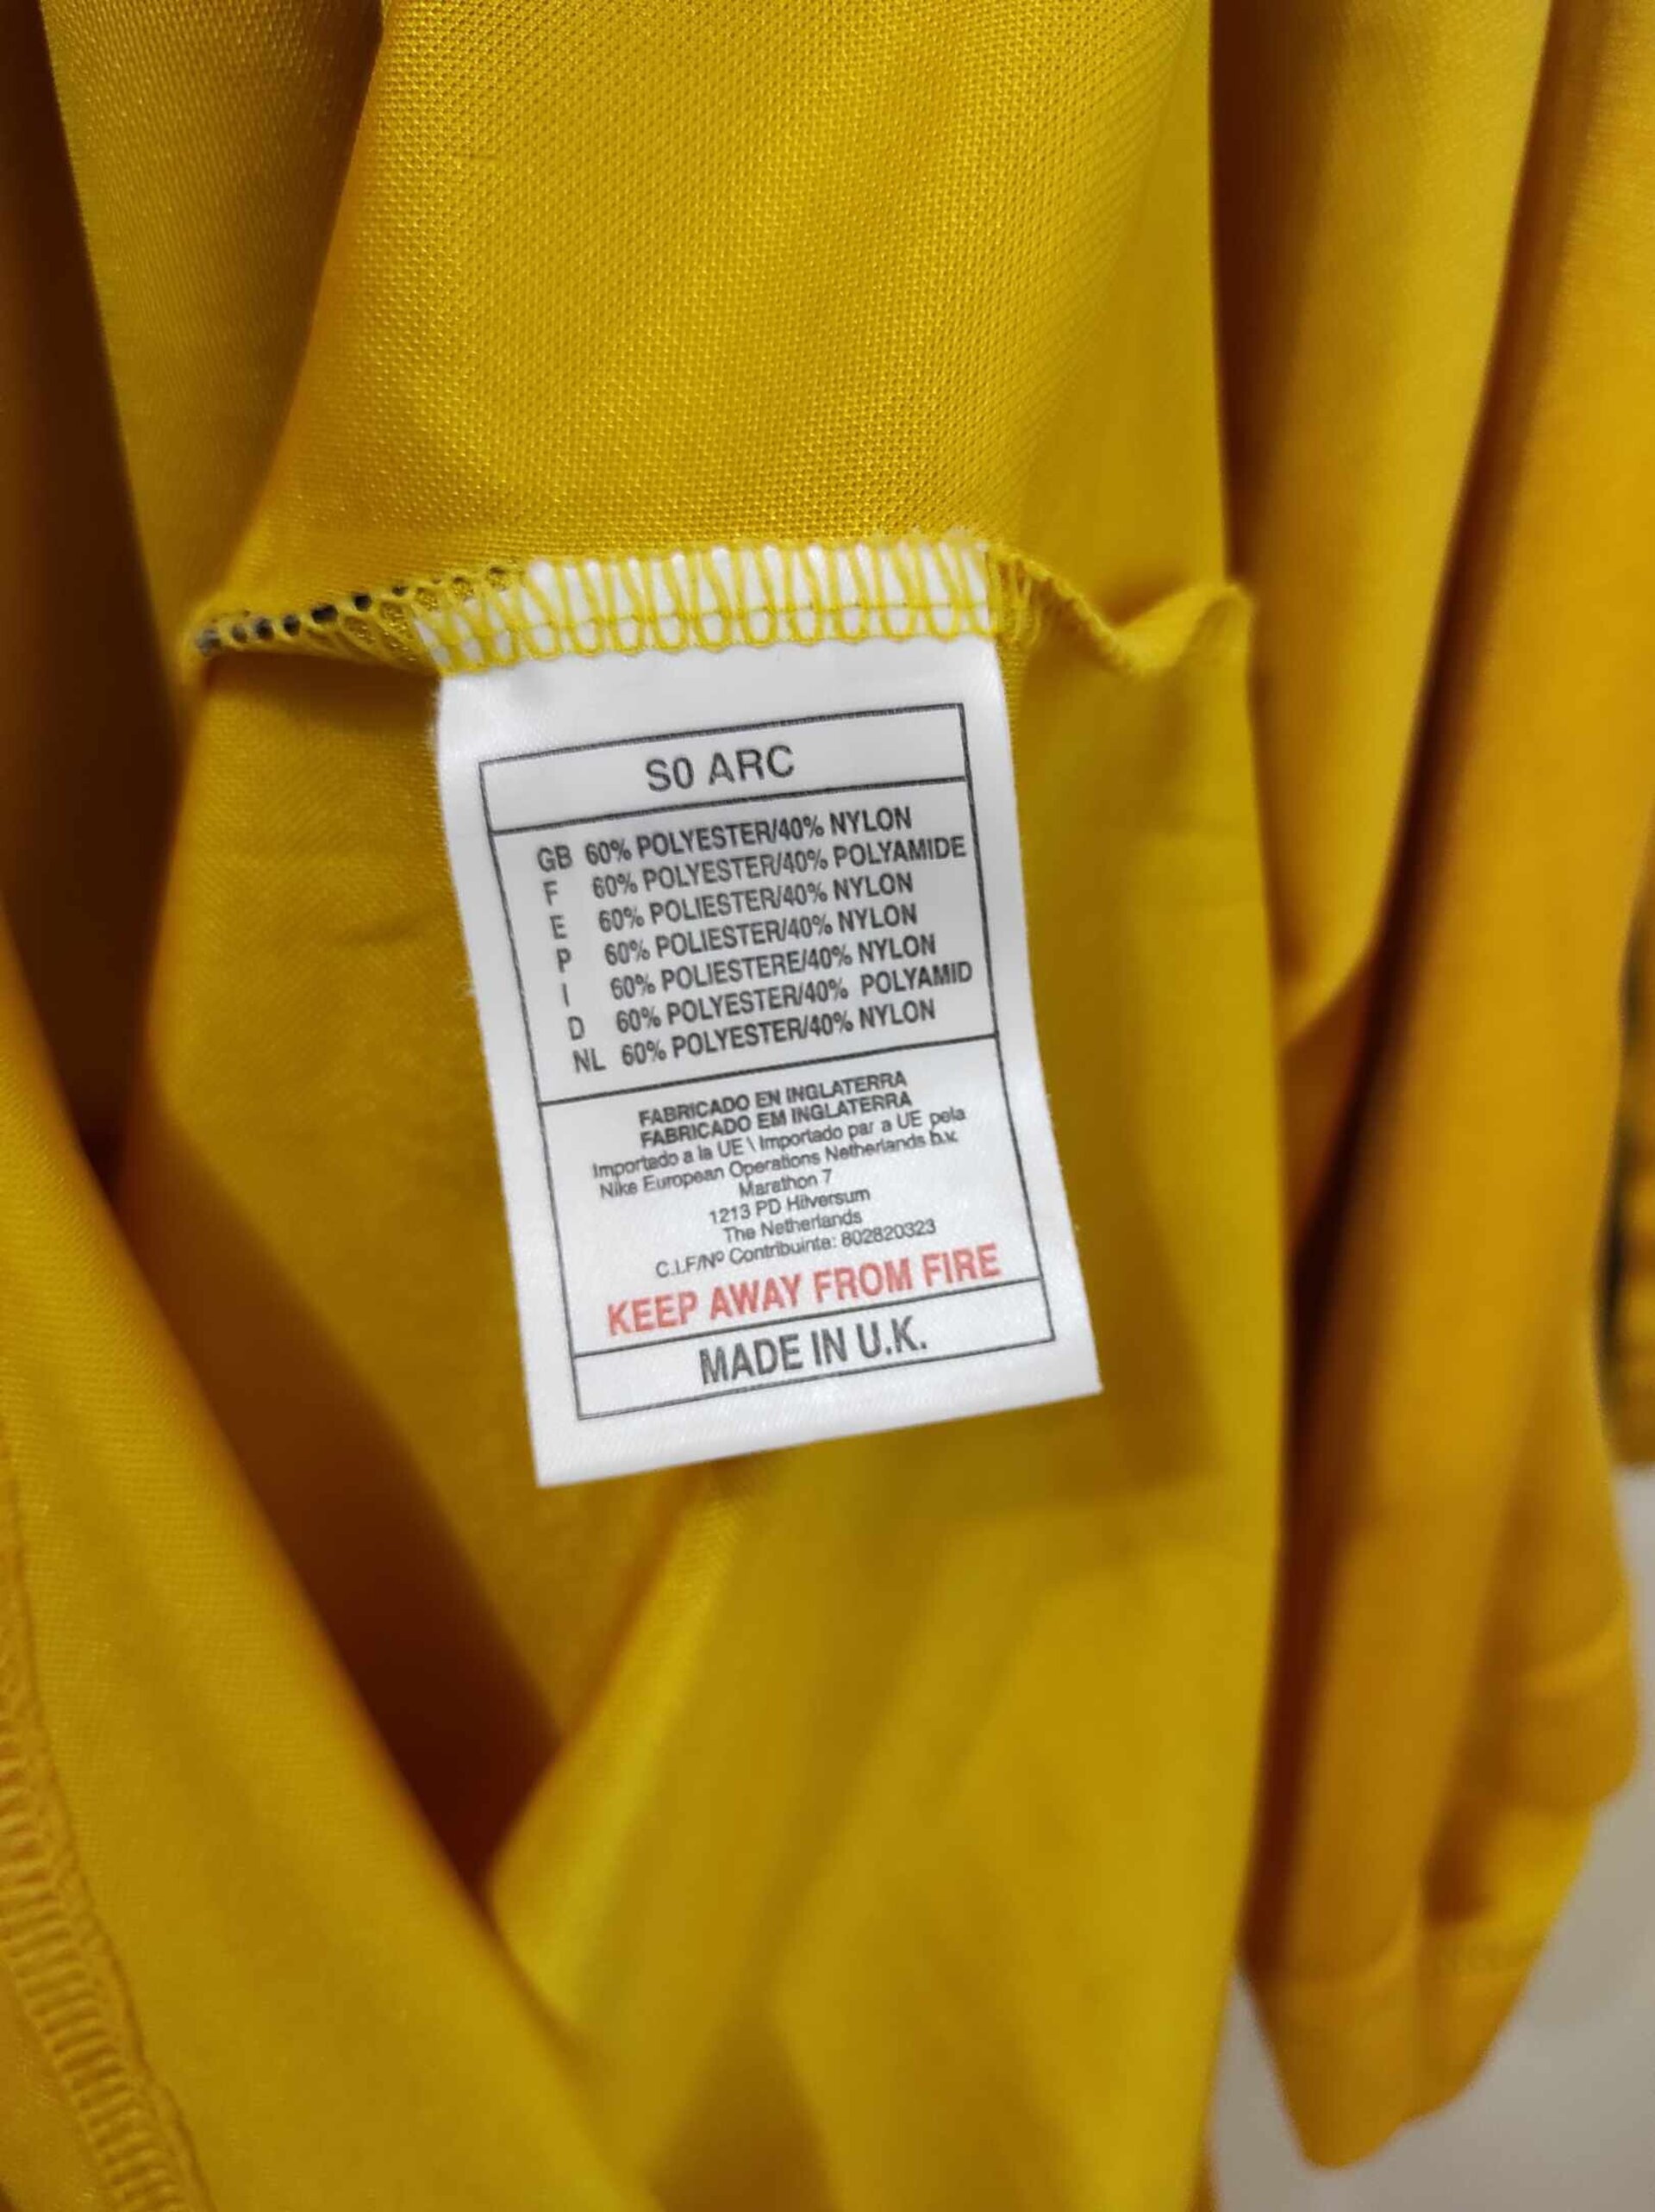 S0 ARC
GB 60% POLYESTER/40% NYLON
F 60% POLYESTER/40% POLYAMIDE
E 60% POLIESTER/40% NYLON
P 60% POLIESTER/40% NYLON
I 60% POLIESTERE/40% NYLON
D 60% POLYESTER/40% POLYAMID
NL 60% POLYESTER/40% NYLON
FABRICADO EN INGLATERRA
FABRICADO EM INGLATERRA
Importado a la UE \ Importado par a UE pela
Nike European Operations Netherlands b.v.
Marathon 7
1213 PD Hilversum
The Netherlands
C.I.F/Nº Contribuinte: 802820323
KEEP AWAY FROM FIRE
MADE IN U.K.